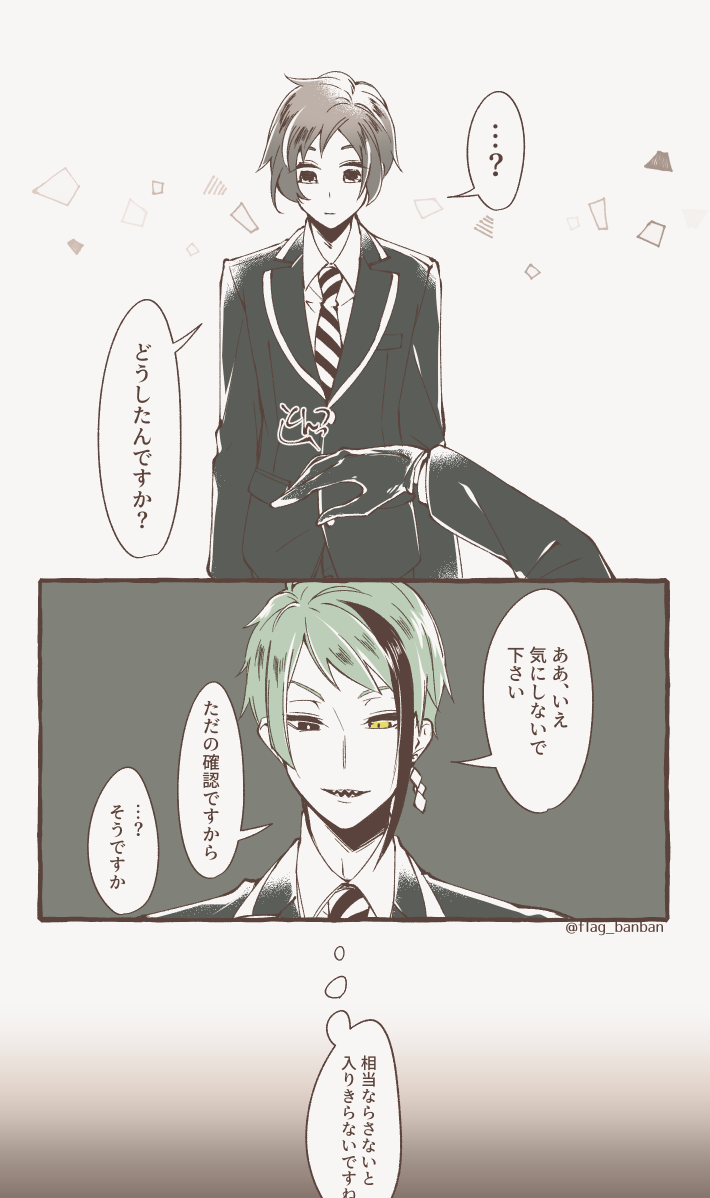 …?
どうしたんですか?
とんっ
ああ、いえ
気にしないで
下さい
ただの確認ですから
…?
そうですか
@flag_banban
相当ならさないと
入りきらないですね